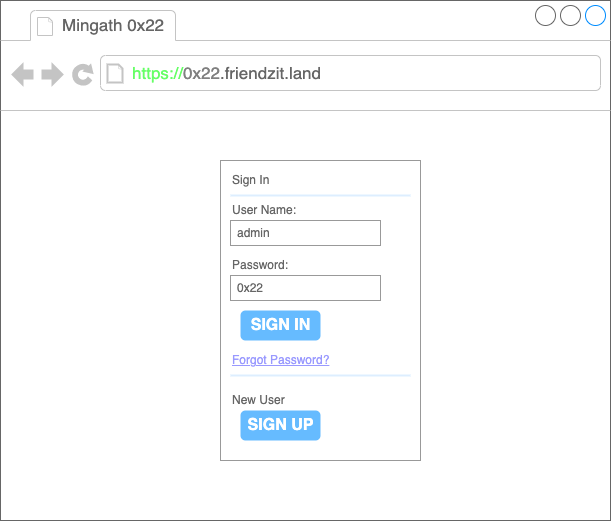 Mingath 0x22
https://0x22.friendzit.land
Sign In
User Name:
admin
Password:
0x22
SIGN IN
Forgot Password?
New User
SIGN UP